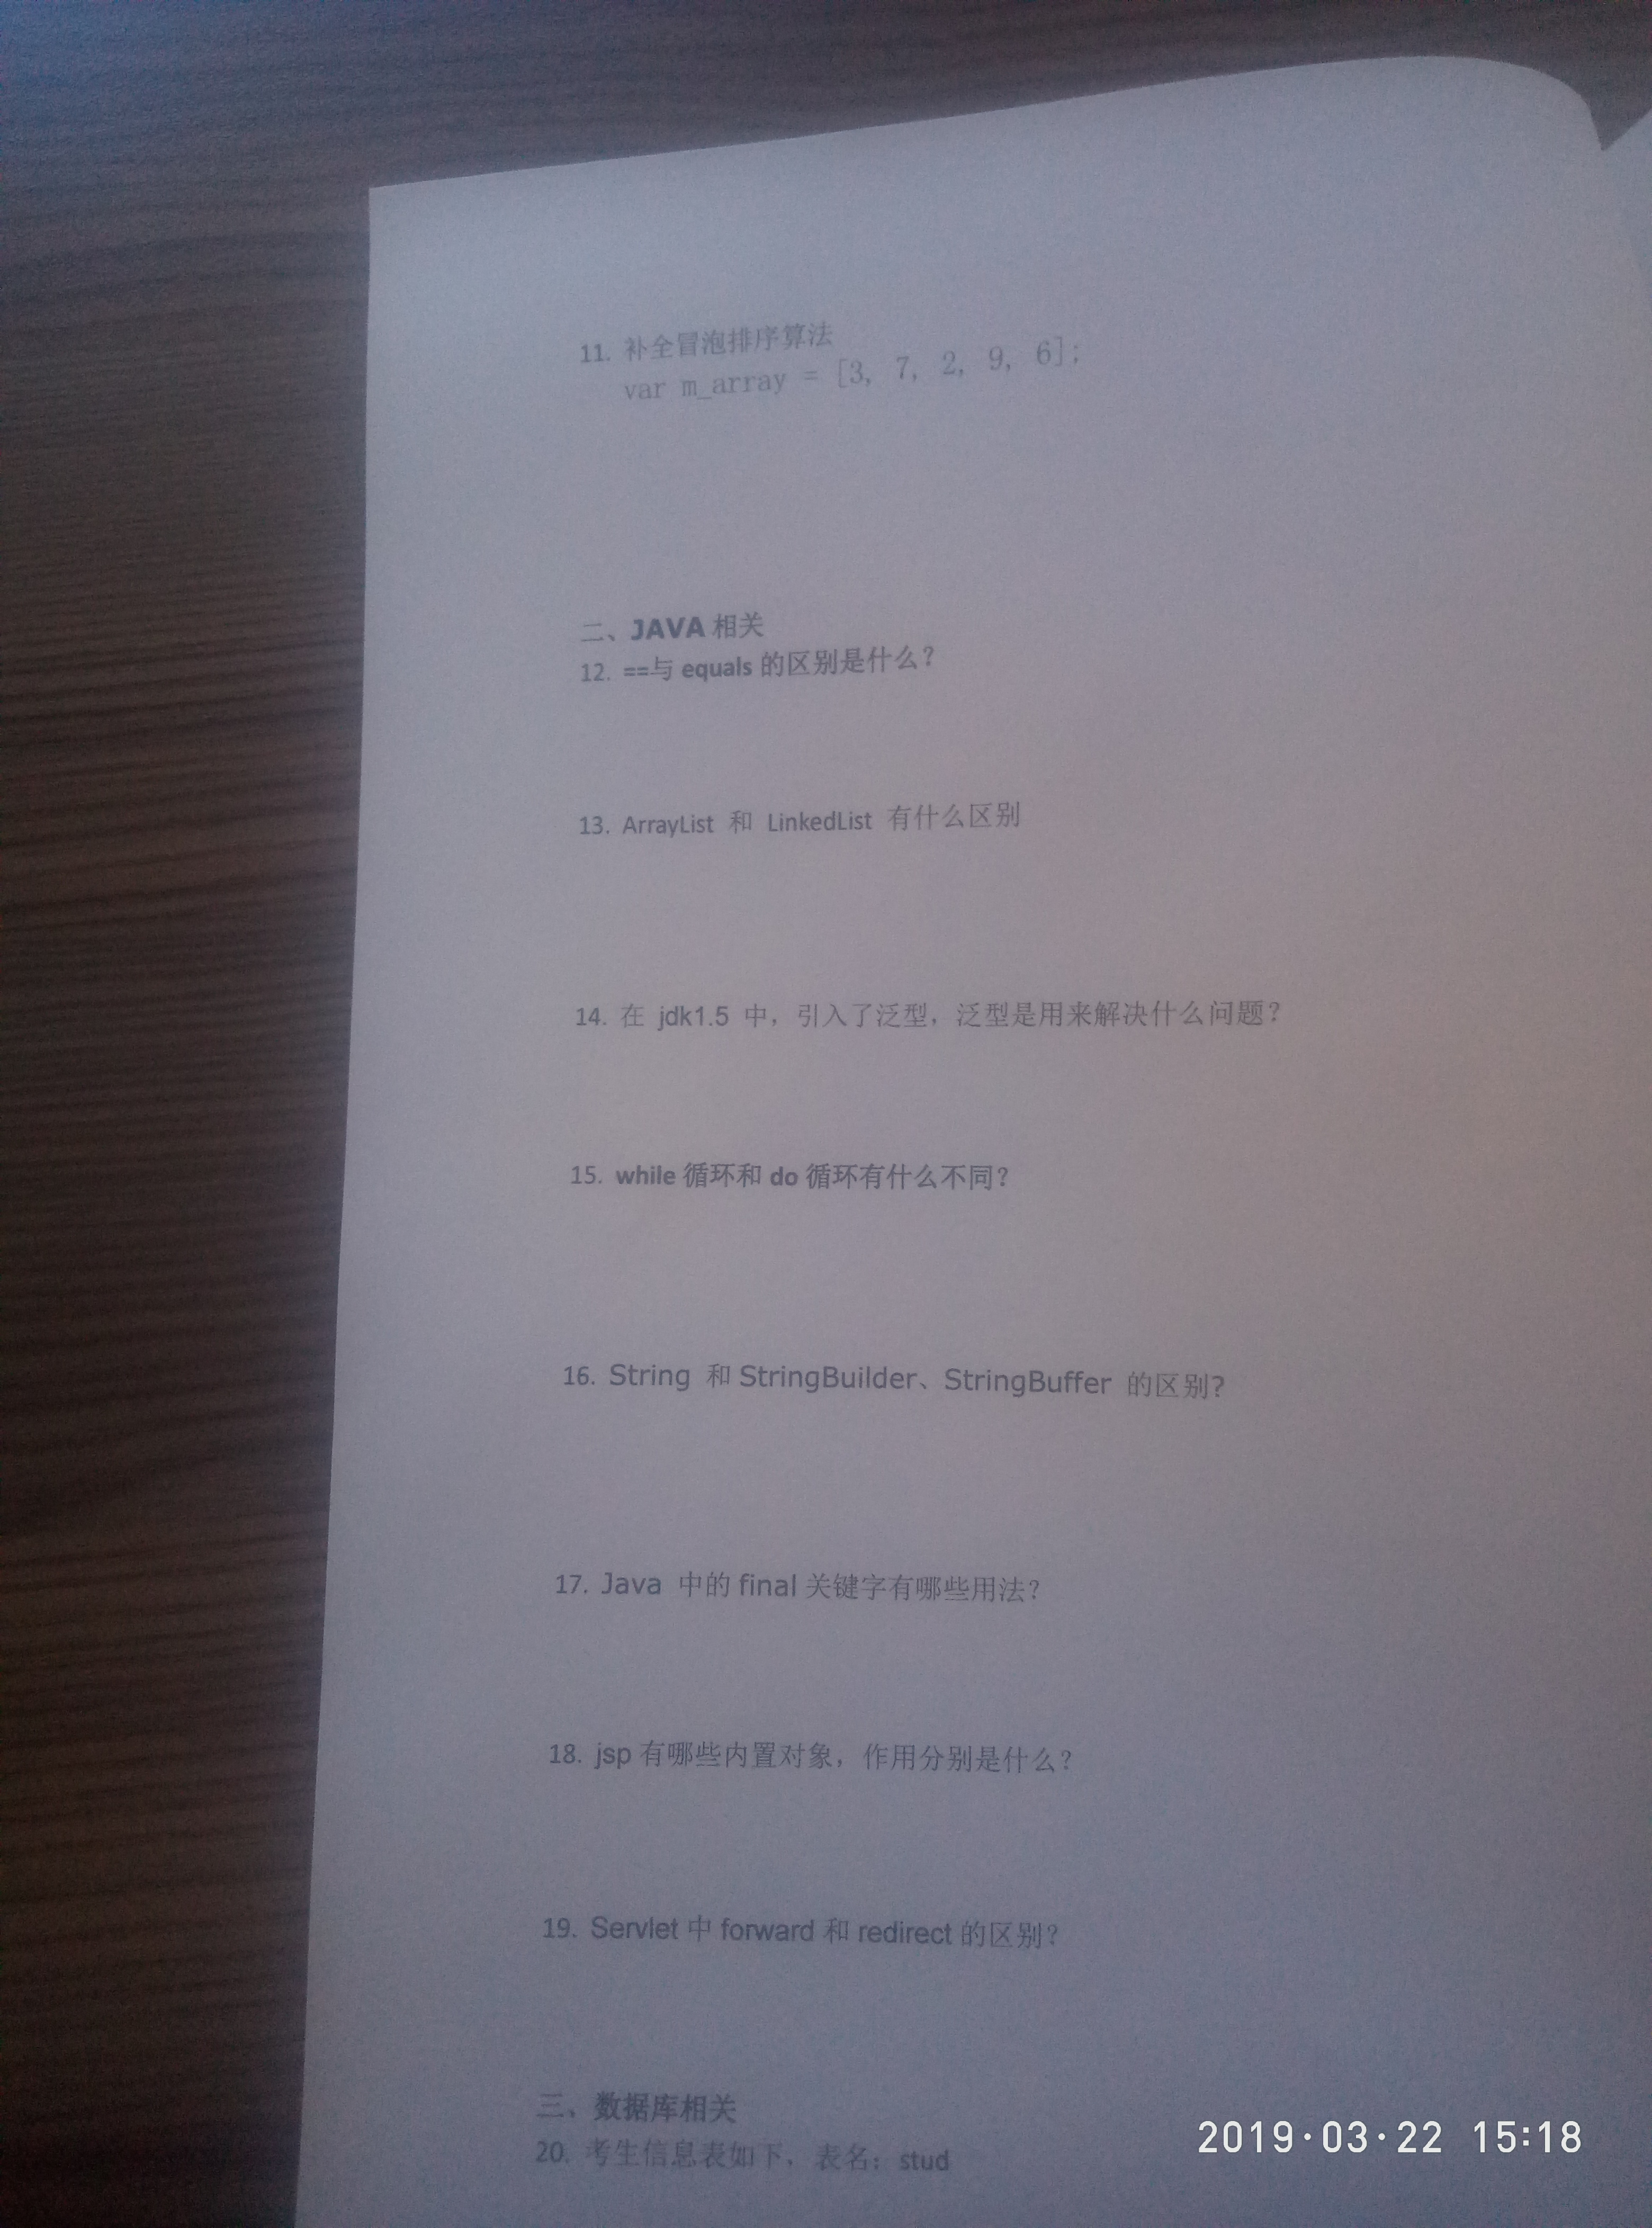 11. 补全冒泡排序算法
var m_array = [3, 7, 2, 9, 6];
二、JAVA 相关
12. ==与 equals 的区别是什么？
13. ArrayList 和 LinkedList 有什么区别
14. 在 jdk1.5 中，引入了泛型，泛型是用来解决什么问题？
15. while 循环和 do 循环有什么不同？
16. String 和 StringBuilder、StringBuffer 的区别？
17. Java 中的 final 关键字有哪些用法？
18. jsp 有哪些内置对象，作用分别是什么？
19. Servlet 中 forward 和 redirect 的区别？
三、数据库相关
20. 考生信息表如下，表名：stud
2019·03·22 15:18